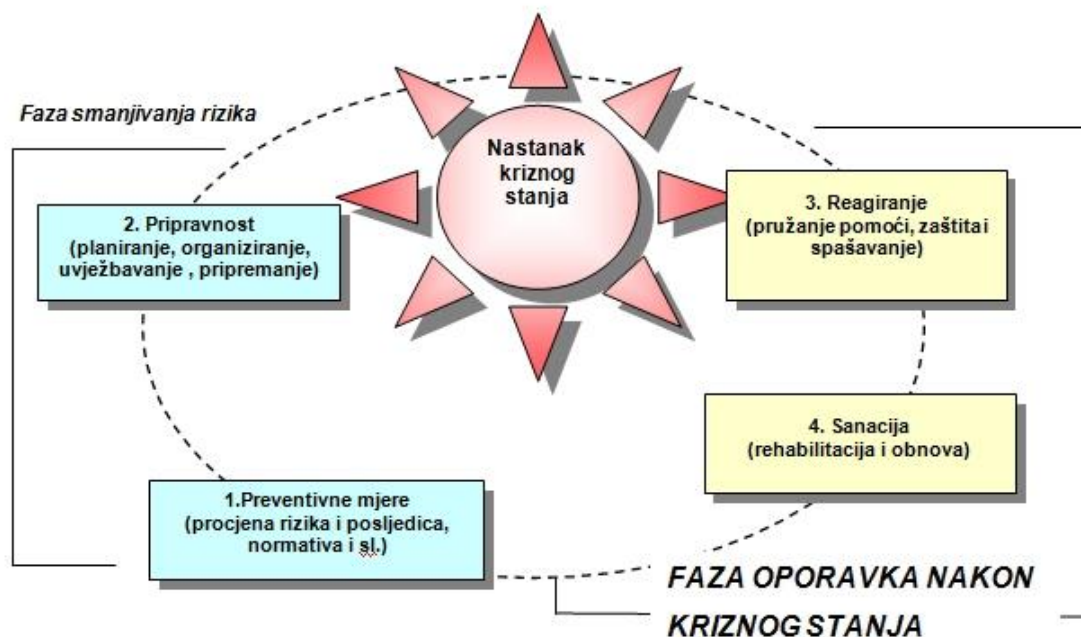 Faza smanjivanja rizika
Nastanak
kriznog
stanja
2. Pripravnost
(planiranje, organiziranje,
uvježbavanje , pripremanje)
3. Reagiranje
(pružanje pomoći, zaštita i
spašavanje)
4. Sanacija
(rehabilitacija i obnova)
1.Preventivne mjere
(procjena rizika i posljedica,
normativa i sl.)
FAZA OPORAVKA NAKON
KRIZNOG STANJA